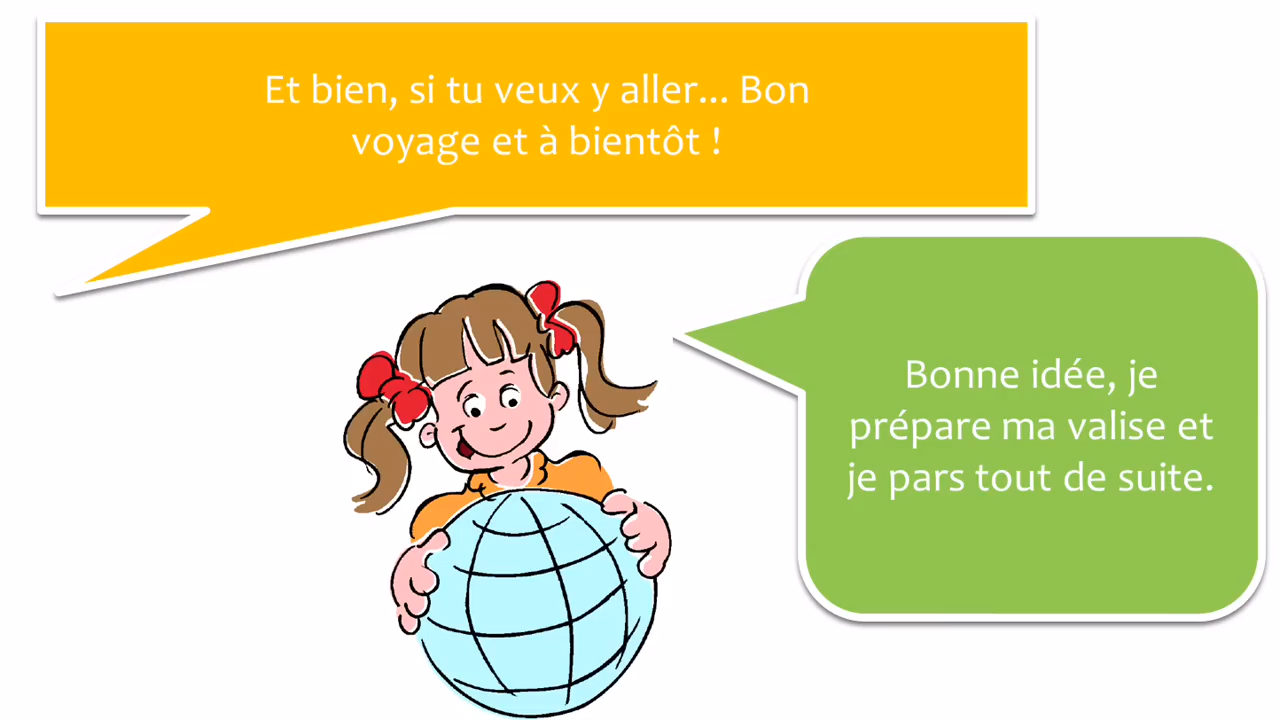 Et bien, si tu veux y aller... Bon
voyage et à bientôt !
Bonne idée, je
prépare ma valise et
je pars tout de suite.